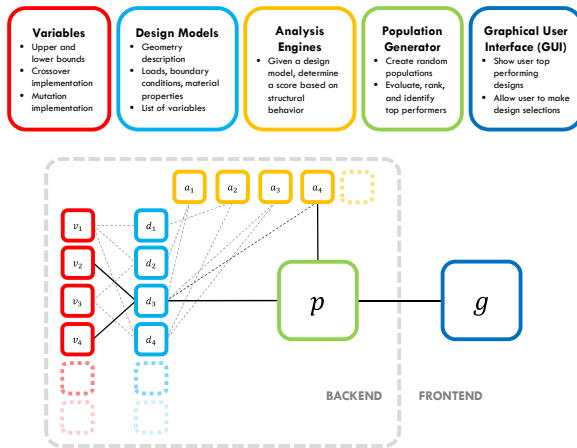 Variables
• Upper and
lower bounds
• Crossover
implementation
• Mutation
implementation
Design Models
• Geometry
description
• Loads, boundary
conditions, material
properties
• List of variables
Analysis
Engines
• Given a design
model, determine
a score based on
structural
behavior
Population
Generator
• Create random
populations
• Evaluate, rank,
and identify
top performers
Graphical User
Interface (GUI)
• Show user top
performing
designs
• Allow user to make
design selections
a1 a2 a3 a4
v1 d1
v2 d2
v3 d3 p g
v4 d4
BACKEND FRONTEND